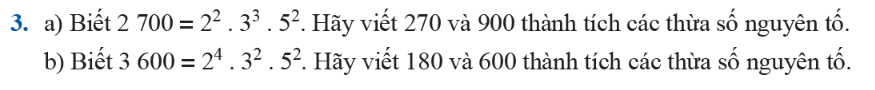 3. a) Biết 2 700 = 2² . 3³ . 5². Hãy viết 270 và 900 thành tích các thừa số nguyên tố.
b) Biết 3 600 = 2⁴ . 3² . 5². Hãy viết 180 và 600 thành tích các thừa số nguyên tố.